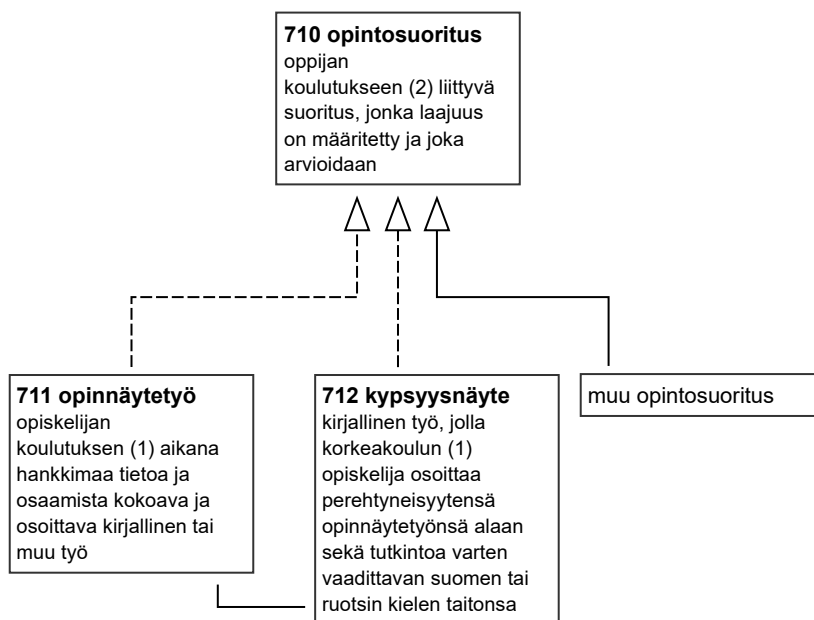 710 opintosuoritus
oppijan
koulutukseen (2) liittyvä
suoritus, jonka laajuus
on määritetty ja joka
arvioidaan
711 opinnäytetyö
opiskelijan
koulutuksen (1) aikana
hankkimaa tietoa ja
osaamista kokoava ja
osoittava kirjallinen tai
muu työ
712 kypsyysnäyte
kirjallinen työ, jolla
korkeakoulun (1)
opiskelija osoittaa
perehtyneisyytensä
opinnäytetyönsä alaan
sekä tutkintoa varten
vaadittavan suomen tai
ruotsin kielen taitonsa
muu opintosuoritus